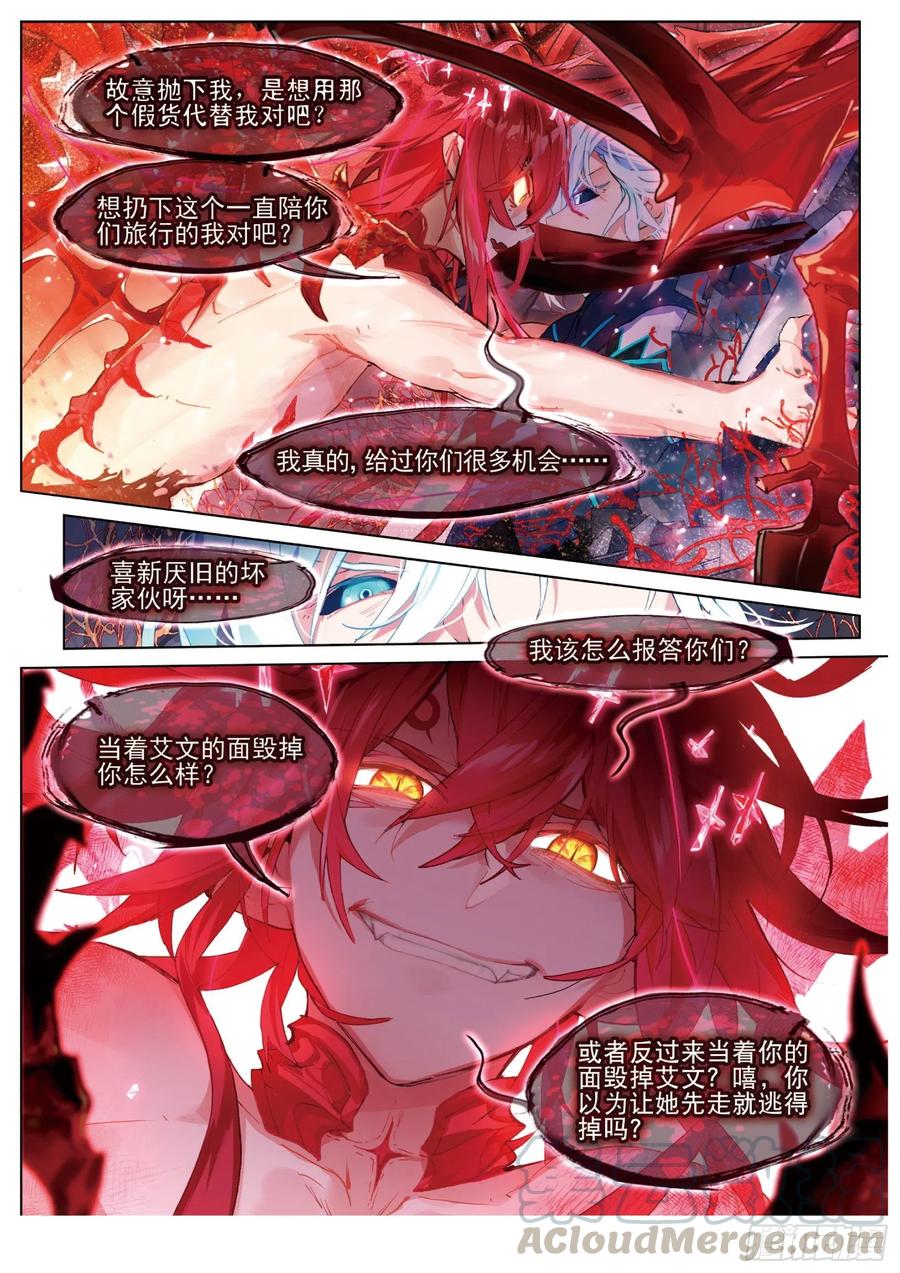 故意抛下我，是想用那
个假货代替我对吧？
想扔下这个一直陪你
们旅行的我对吧？
我真的，给过你们很多机会……
喜新厌旧的坏
家伙呀……
我该怎么报答你们？
当着艾文的面毁掉
你怎么样？
或者反过来当着你的
面毁掉艾文？嘻，你
以为让她先走就逃得
掉吗？
ACloudMerge.com